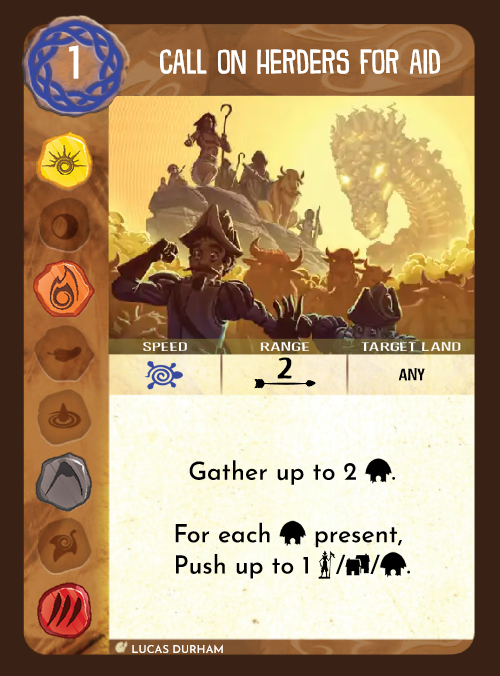 1
CALL ON HERDERS FOR AID
SPEED RANGE TARGET LAND
2 ANY
Gather up to 2 .
For each present,
Push up to 1 / / .
LUCAS DURHAM